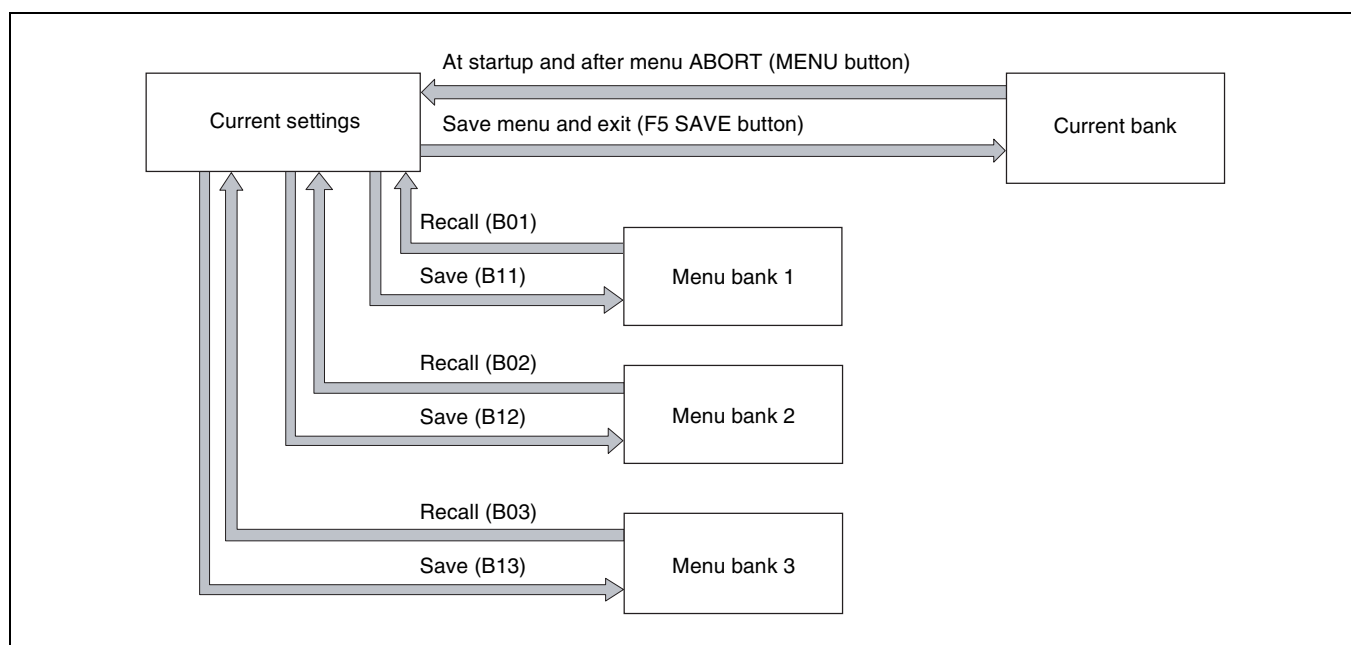 At startup and after menu ABORT (MENU button)
Current settings
Current bank
Save menu and exit (F5 SAVE button)
Recall (B01)
Menu bank 1
Save (B11)
Recall (B02)
Menu bank 2
Save (B12)
Recall (B03)
Menu bank 3
Save (B13)